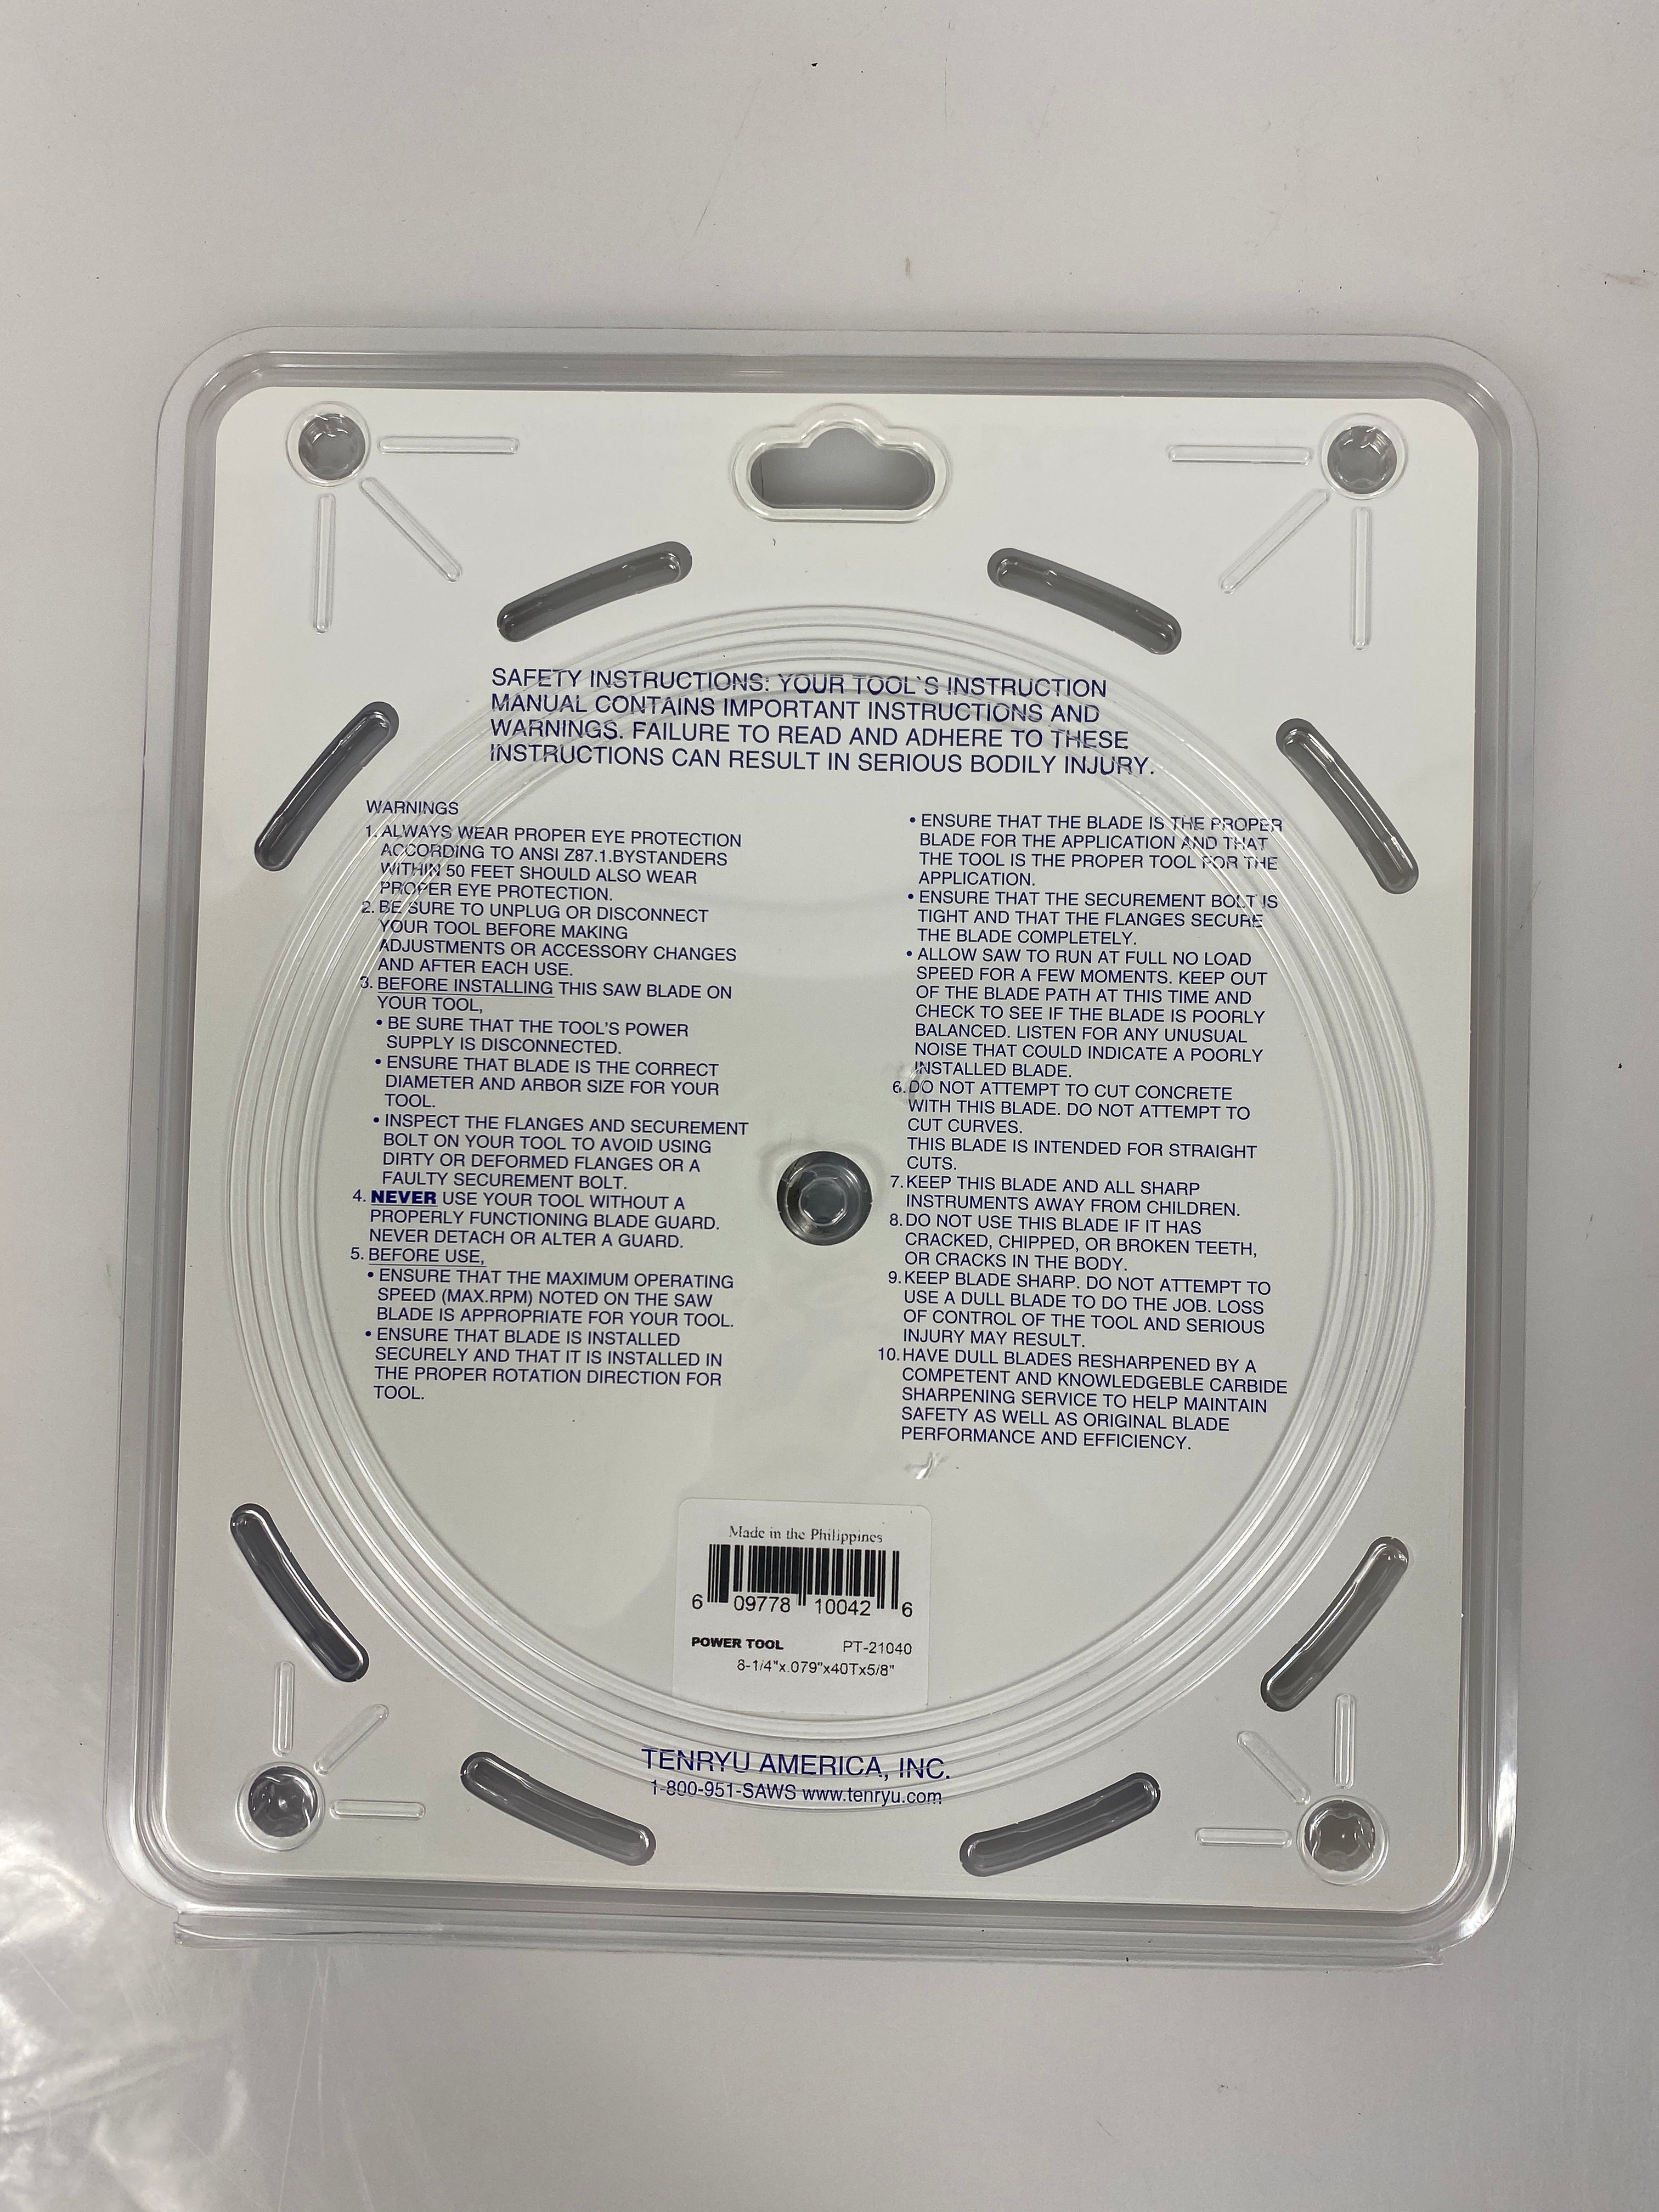 SAFETY INSTRUCTIONS: YOUR TOOL`S INSTRUCTION
MANUAL CONTAINS IMPORTANT INSTRUCTIONS AND
WARNINGS. FAILURE TO READ AND ADHERE TO THESE
INSTRUCTIONS CAN RESULT IN SERIOUS BODILY INJURY.
WARNINGS
1. ALWAYS WEAR PROPER EYE PROTECTION
ACCORDING TO ANSI Z87.1.BYSTANDERS
WITHIN 50 FEET SHOULD ALSO WEAR
PROPER EYE PROTECTION.
2. BE SURE TO UNPLUG OR DISCONNECT
YOUR TOOL BEFORE MAKING
ADJUSTMENTS OR ACCESSORY CHANGES
AND AFTER EACH USE.
3. BEFORE INSTALLING THIS SAW BLADE ON
YOUR TOOL,
• BE SURE THAT THE TOOL'S POWER
SUPPLY IS DISCONNECTED.
• ENSURE THAT BLADE IS THE CORRECT
DIAMETER AND ARBOR SIZE FOR YOUR
TOOL.
• INSPECT THE FLANGES AND SECUREMENT
BOLT ON YOUR TOOL TO AVOID USING
DIRTY OR DEFORMED FLANGES OR A
FAULTY SECUREMENT BOLT.
4. NEVER USE YOUR TOOL WITHOUT A
PROPERLY FUNCTIONING BLADE GUARD.
NEVER DETACH OR ALTER A GUARD.
5. BEFORE USE,
• ENSURE THAT THE MAXIMUM OPERATING
SPEED (MAX.RPM) NOTED ON THE SAW
BLADE IS APPROPRIATE FOR YOUR TOOL.
• ENSURE THAT BLADE IS INSTALLED
SECURELY AND THAT IT IS INSTALLED IN
THE PROPER ROTATION DIRECTION FOR
TOOL.
• ENSURE THAT THE BLADE IS THE PROPER
BLADE FOR THE APPLICATION AND THAT
THE TOOL IS THE PROPER TOOL FOR THE
APPLICATION.
• ENSURE THAT THE SECUREMENT BOLT IS
TIGHT AND THAT THE FLANGES SECURE
THE BLADE COMPLETELY.
• ALLOW SAW TO RUN AT FULL NO LOAD
SPEED FOR A FEW MOMENTS. KEEP OUT
OF THE BLADE PATH AT THIS TIME AND
CHECK TO SEE IF THE BLADE IS POORLY
BALANCED. LISTEN FOR ANY UNUSUAL
NOISE THAT COULD INDICATE A POORLY
INSTALLED BLADE.
6. DO NOT ATTEMPT TO CUT CONCRETE
WITH THIS BLADE. DO NOT ATTEMPT TO
CUT CURVES.
THIS BLADE IS INTENDED FOR STRAIGHT
CUTS.
7. KEEP THIS BLADE AND ALL SHARP
INSTRUMENTS AWAY FROM CHILDREN.
8. DO NOT USE THIS BLADE IF IT HAS
CRACKED, CHIPPED, OR BROKEN TEETH,
OR CRACKS IN THE BODY.
9. KEEP BLADE SHARP. DO NOT ATTEMPT TO
USE A DULL BLADE TO DO THE JOB. LOSS
OF CONTROL OF THE TOOL AND SERIOUS
INJURY MAY RESULT.
10. HAVE DULL BLADES RESHARPENED BY A
COMPETENT AND KNOWLEDGEBLE CARBIDE
SHARPENING SERVICE TO HELP MAINTAIN
SAFETY AS WELL AS ORIGINAL BLADE
PERFORMANCE AND EFFICIENCY.
Made in the Philippines
6 09778 10042 6
POWER TOOL PT-21040
8-1/4"x.079"x40Tx5/8"
TENRYU AMERICA, INC.
1-800-951-SAWS www.tenryu.com